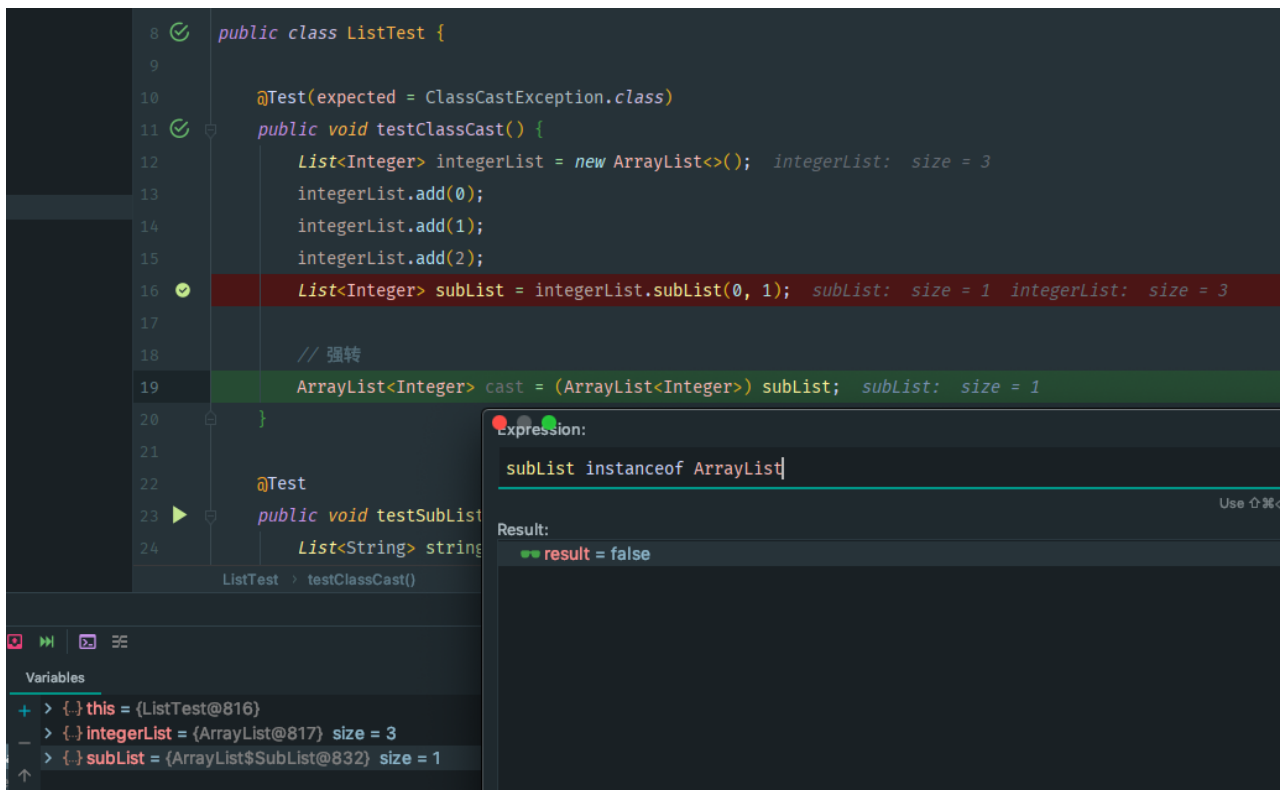 8 public class ListTest {
9
10 @Test(expected = ClassCastException.class)
11 public void testClassCast() {
12 List<Integer> integerList = new ArrayList<>(); integerList: size = 3
13 integerList.add(0);
14 integerList.add(1);
15 integerList.add(2);
16 List<Integer> subList = integerList.subList(0, 1); subList: size = 1 integerList: size = 3
17
18 // 强转
19 ArrayList<Integer> cast = (ArrayList<Integer>) subList; subList: size = 1
20 }
21
22 @Test
23 public void testSubList
24 List<String> string
ListTest > testClassCast()
Expression:
subList instanceof ArrayList
Use ⇧⌘
Result:
result = false
Variables
this = {ListTest@816}
integerList = {ArrayList@817} size = 3
subList = {ArrayList$SubList@832} size = 1